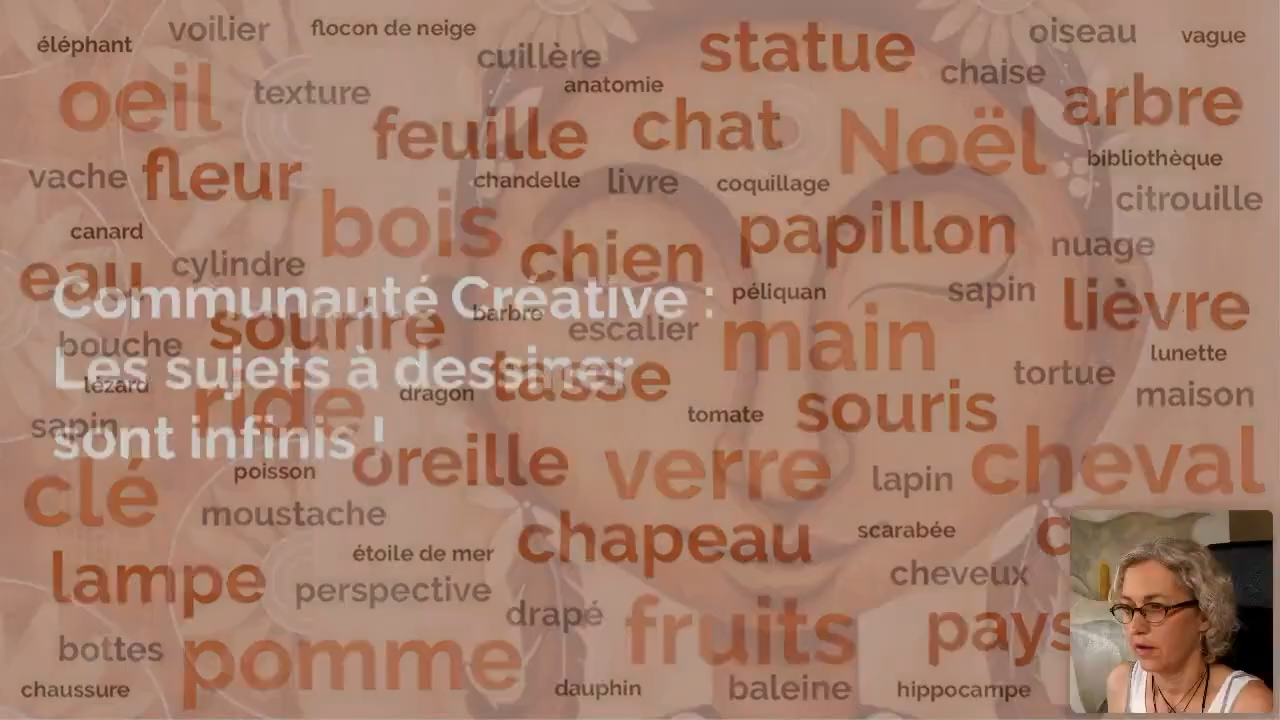 éléphant voilier flocon de neige cuillère statue oiseau vague
oeil texture anatomie chaise arbre
feuille chat Noël bibliothèque
vache fleur chandelle livre coquillage citrouille
canard bois chien papillon nuage
eau cylindre péliquan sapin lièvre
Communauté Créative :
sourire barbre escalier main
bouche tasse lunette
Les sujets à dessiner
lézard ride dragon tortue maison
sapin tomate souris
sont infinis !
poisson oreille verre lapin cheval
clé moustache chapeau scarabée
lampe étoile de mer perspective cheveux
drapé fruits pays
bottes pomme
chaussure dauphin baleine hippocampe